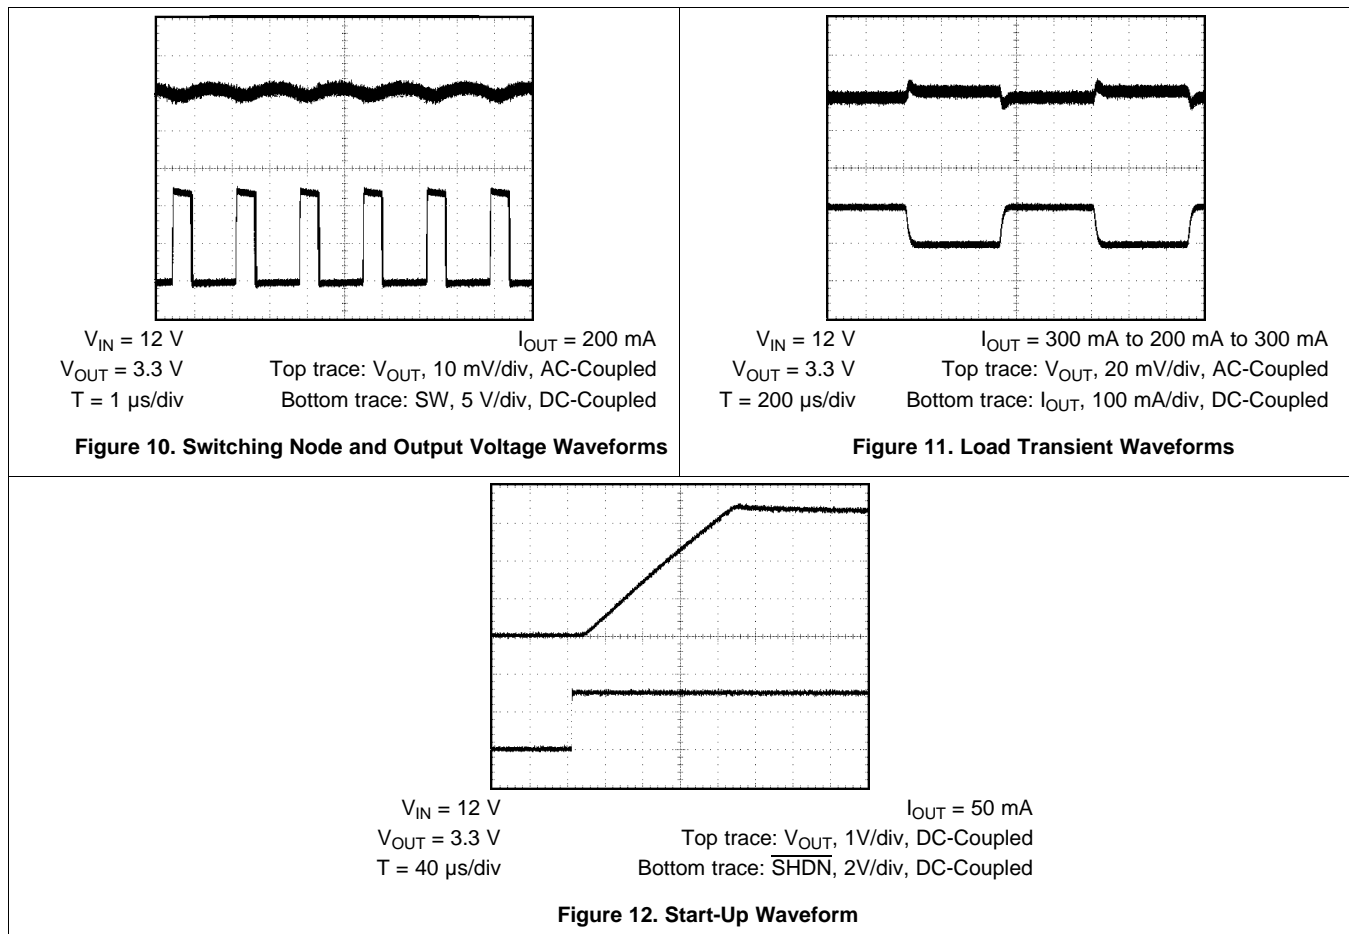 V_IN = 12 V
V_OUT = 3.3 V
T = 1 µs/div
I_OUT = 200 mA
Top trace: V_OUT, 10 mV/div, AC-Coupled
Bottom trace: SW, 5 V/div, DC-Coupled
Figure 10. Switching Node and Output Voltage Waveforms
V_IN = 12 V
V_OUT = 3.3 V
T = 200 µs/div
I_OUT = 300 mA to 200 mA to 300 mA
Top trace: V_OUT, 20 mV/div, AC-Coupled
Bottom trace: I_OUT, 100 mA/div, DC-Coupled
Figure 11. Load Transient Waveforms
V_IN = 12 V
V_OUT = 3.3 V
T = 40 µs/div
I_OUT = 50 mA
Top trace: V_OUT, 1V/div, DC-Coupled
Bottom trace: S̅H̅D̅N̅, 2V/div, DC-Coupled
Figure 12. Start-Up Waveform